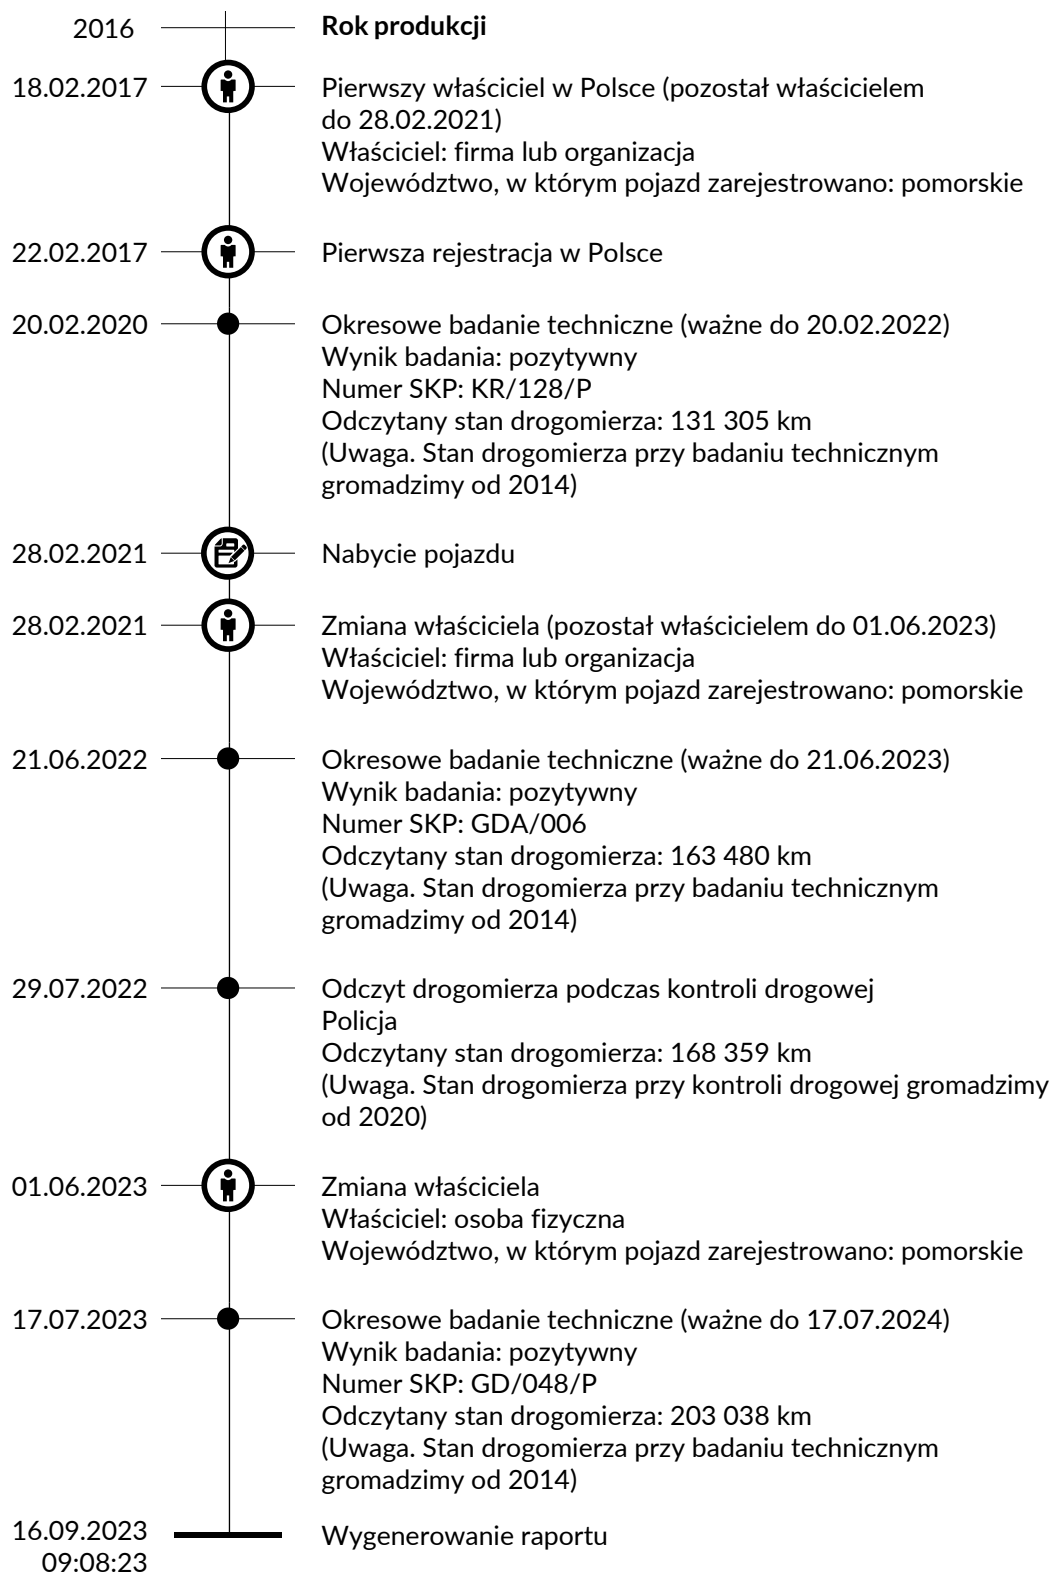 2016 Rok produkcji
18.02.2017 Pierwszy właściciel w Polsce (pozostał właścicielem
do 28.02.2021)
Właściciel: firma lub organizacja
Województwo, w którym pojazd zarejestrowano: pomorskie
22.02.2017 Pierwsza rejestracja w Polsce
20.02.2020 Okresowe badanie techniczne (ważne do 20.02.2022)
Wynik badania: pozytywny
Numer SKP: KR/128/P
Odczytany stan drogomierza: 131 305 km
(Uwaga. Stan drogomierza przy badaniu technicznym
gromadzimy od 2014)
28.02.2021 Nabycie pojazdu
28.02.2021 Zmiana właściciela (pozostał właścicielem do 01.06.2023)
Właściciel: firma lub organizacja
Województwo, w którym pojazd zarejestrowano: pomorskie
21.06.2022 Okresowe badanie techniczne (ważne do 21.06.2023)
Wynik badania: pozytywny
Numer SKP: GDA/006
Odczytany stan drogomierza: 163 480 km
(Uwaga. Stan drogomierza przy badaniu technicznym
gromadzimy od 2014)
29.07.2022 Odczyt drogomierza podczas kontroli drogowej
Policja
Odczytany stan drogomierza: 168 359 km
(Uwaga. Stan drogomierza przy kontroli drogowej gromadzimy
od 2020)
01.06.2023 Zmiana właściciela
Właściciel: osoba fizyczna
Województwo, w którym pojazd zarejestrowano: pomorskie
17.07.2023 Okresowe badanie techniczne (ważne do 17.07.2024)
Wynik badania: pozytywny
Numer SKP: GD/048/P
Odczytany stan drogomierza: 203 038 km
(Uwaga. Stan drogomierza przy badaniu technicznym
gromadzimy od 2014)
16.09.2023 Wygenerowanie raportu
09:08:23